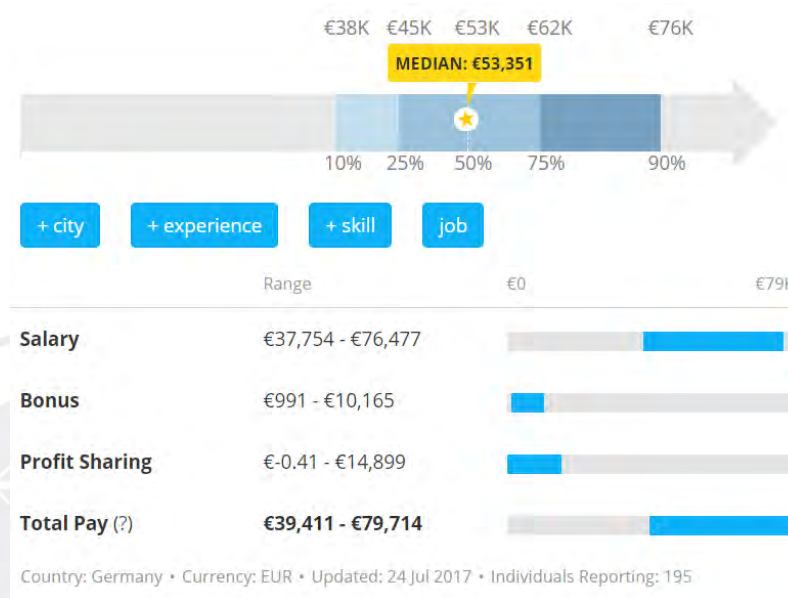 €38K €45K €53K €62K €76K
MEDIAN: €53,351
10% 25% 50% 75% 90%
+ city + experience + skill job
Range €0 €79K
Salary €37,754 - €76,477
Bonus €991 - €10,165
Profit Sharing €-0.41 - €14,899
Total Pay (?) €39,411 - €79,714
Country: Germany • Currency: EUR • Updated: 24 Jul 2017 • Individuals Reporting: 195